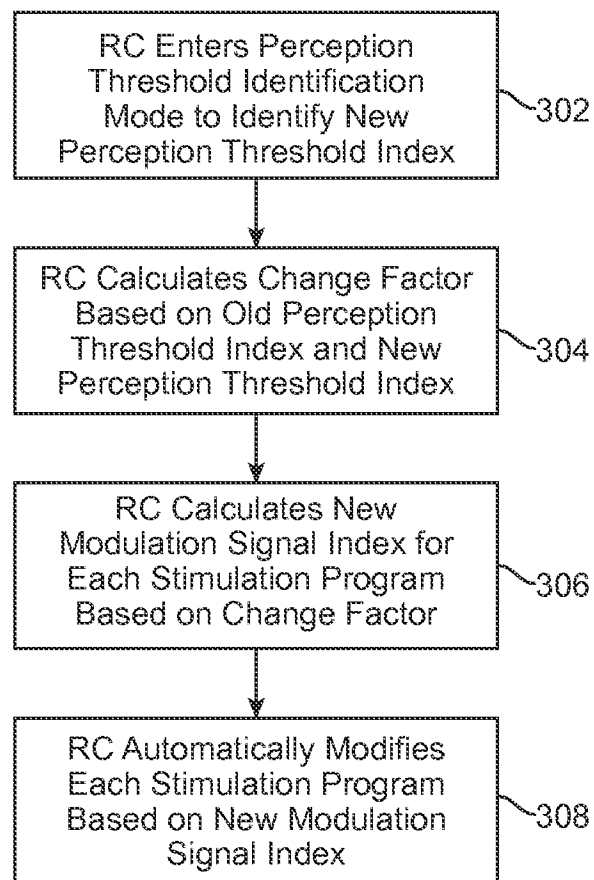 RC Enters Perception
Threshold Identification
Mode to Identify New
Perception Threshold Index
302
RC Calculates Change Factor
Based on Old Perception
Threshold Index and New
Perception Threshold Index
304
RC Calculates New
Modulation Signal Index for
Each Stimulation Program
Based on Change Factor
306
RC Automatically Modifies
Each Stimulation Program
Based on New Modulation
Signal Index
308